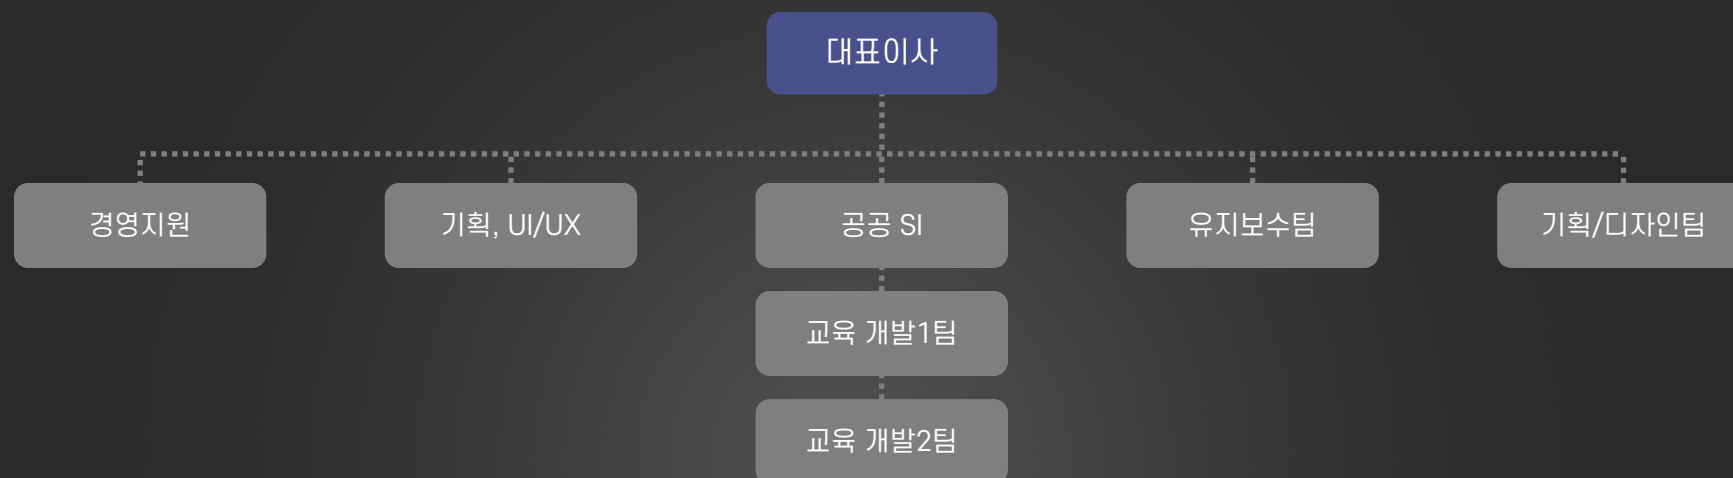 대표이사
경영지원
기획, UI/UX
공공 SI
유지보수팀
기획/디자인팀
교육 개발1팀
교육 개발2팀